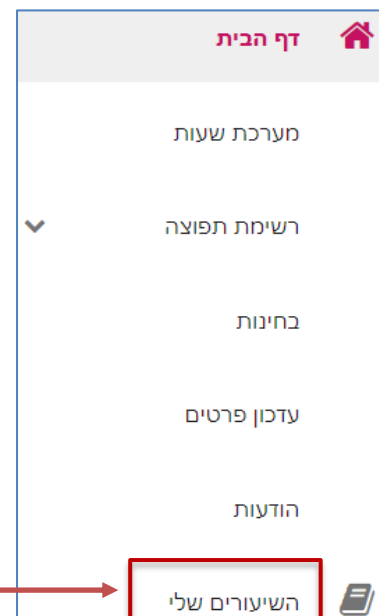 דף הבית
מערכת שעות
רשימת תפוצה
בחינות
עדכון פרטים
הודעות
השיעורים שלי